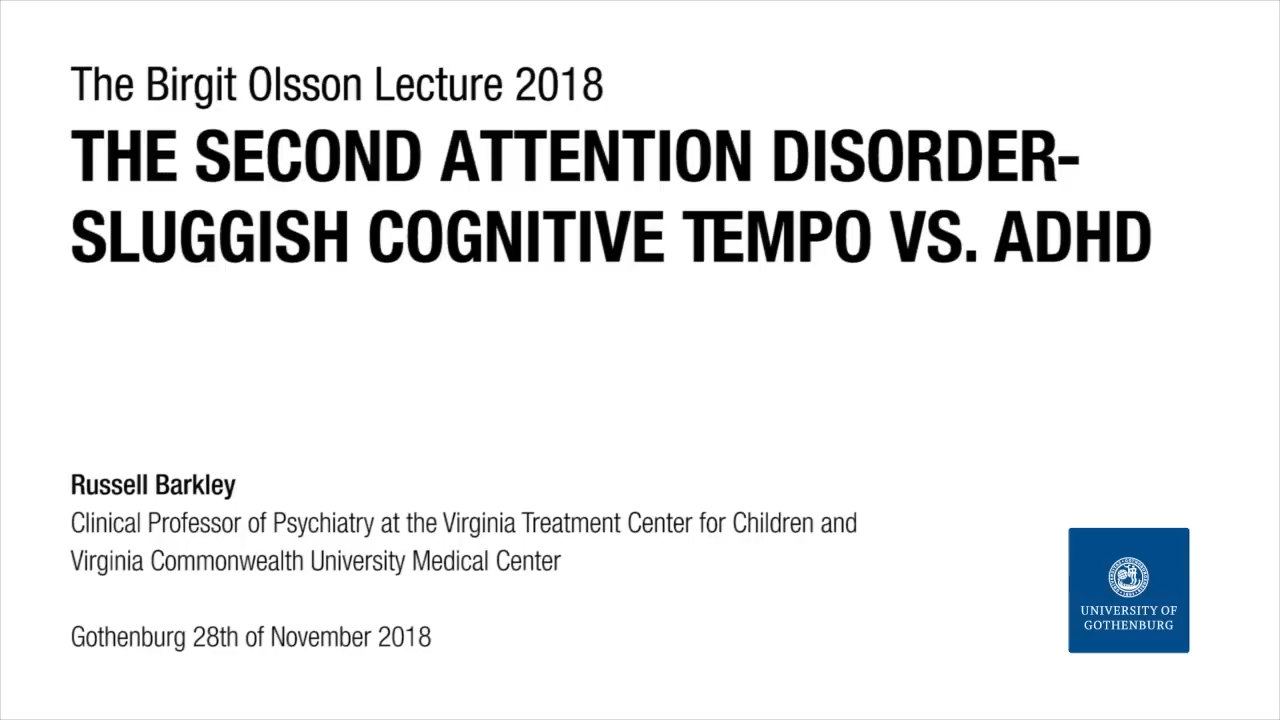 The Birgit Olsson Lecture 2018
THE SECOND ATTENTION DISORDER-
SLUGGISH COGNITIVE TEMPO VS. ADHD
Russell Barkley
Clinical Professor of Psychiatry at the Virginia Treatment Center for Children and
Virginia Commonwealth University Medical Center
Gothenburg 28th of November 2018
UNIVERSITY OF
GOTHENBURG